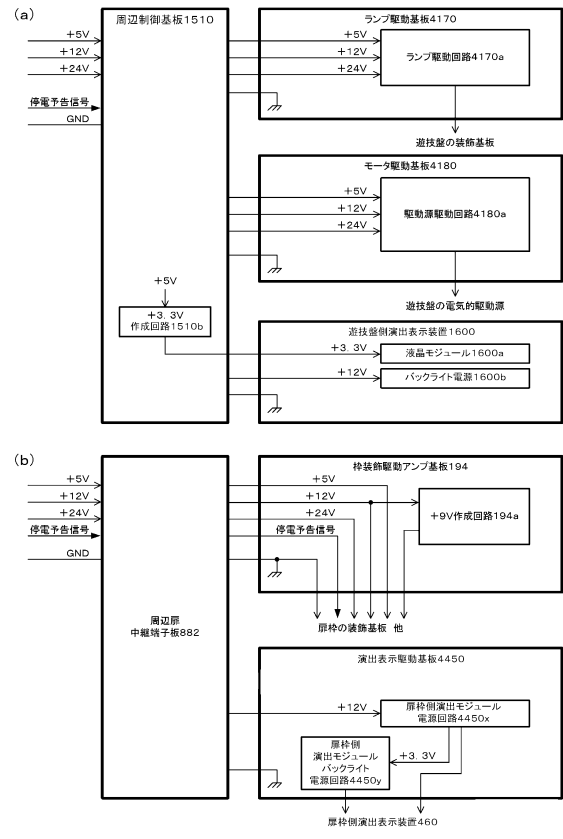 (a)
周辺制御基板1510
+5V
+12V
+24V
停電予告信号
GND
+5V
+3. 3V
作成回路1510b
ランプ駆動基板4170
+5V
+12V
+24V
ランプ駆動回路4170a
遊技盤の装飾基板
モータ駆動基板4180
+5V
+12V
+24V
駆動源駆動回路4180a
遊技盤の電気的駆動源
遊技盤側演出表示装置1600
+3. 3V
液晶モジュール1600a
+12V
バックライト電源1600b
(b)
+5V
+12V
+24V
停電予告信号
GND
周辺扉
中継端子板882
枠装飾駆動アンプ基板194
+5V
+12V
+24V
停電予告信号
+9V作成回路194a
扉枠の装飾基板 他
演出表示駆動基板4450
+12V
扉枠側演出モジュール
電源回路4450x
+3. 3V
扉枠側
演出モジュール
バックライト
電源回路4450y
扉枠側演出表示装置460